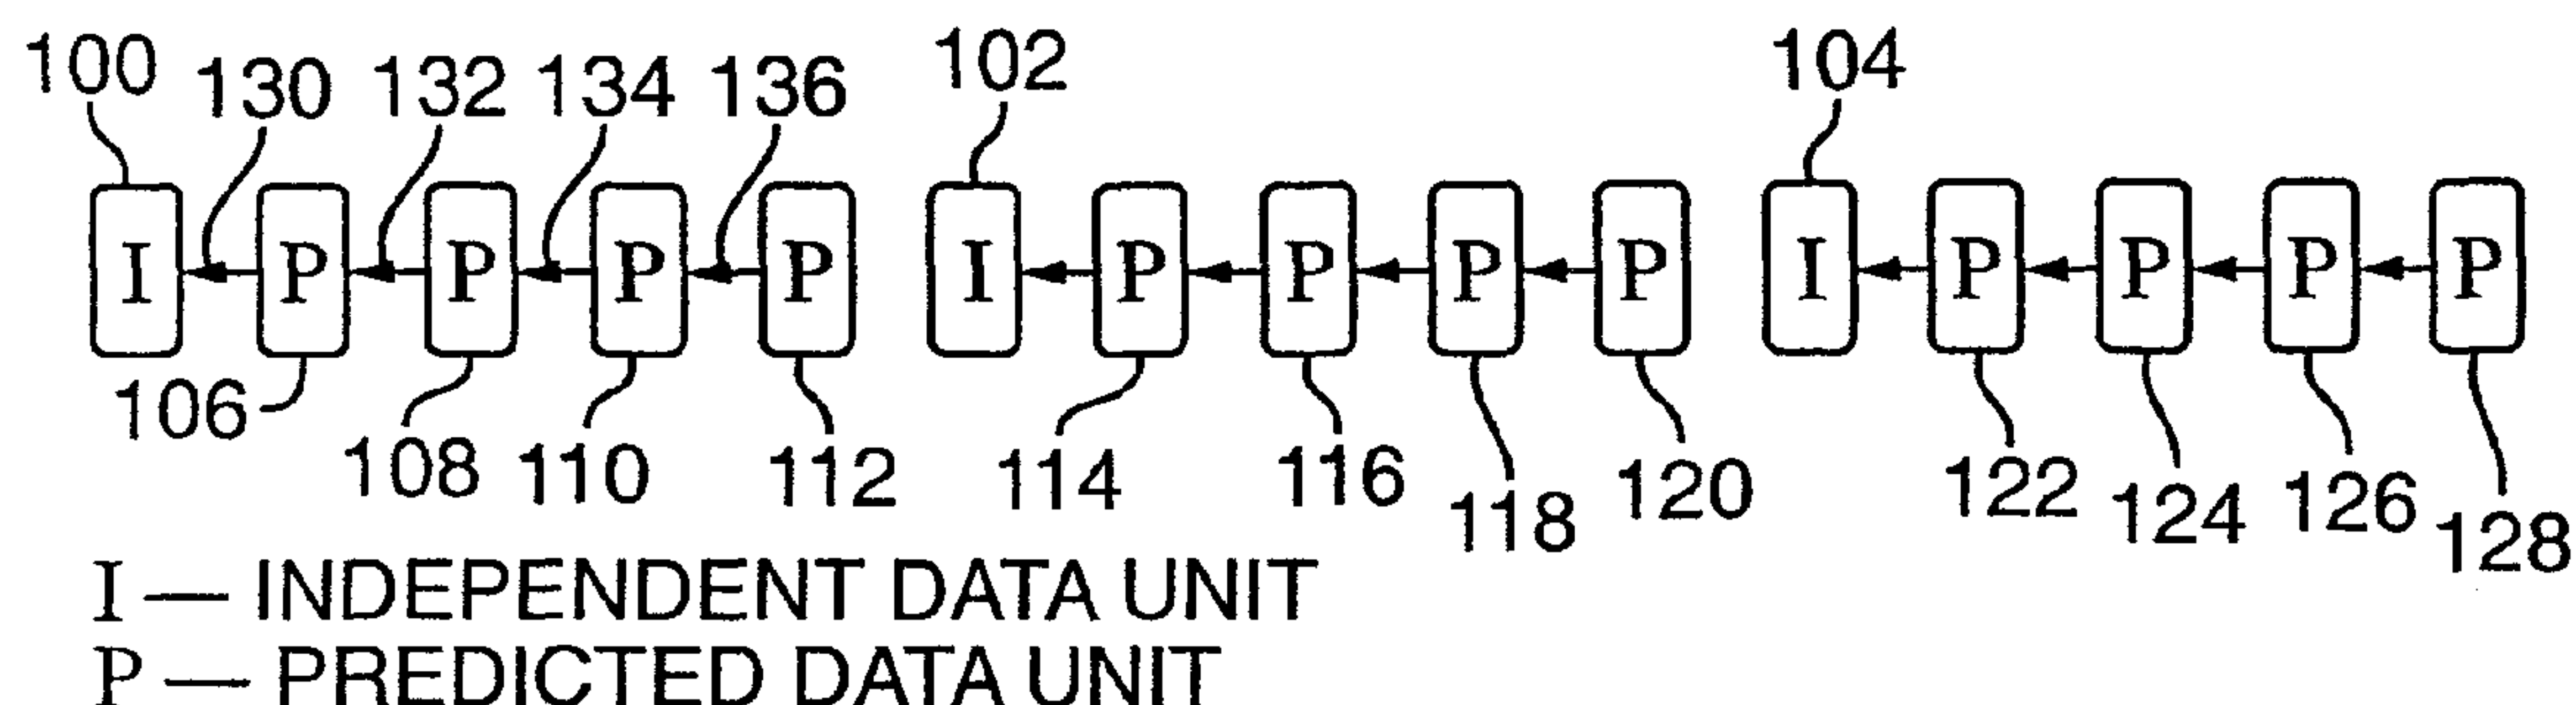 100 130 132 134 136 102 104
I P P P P I P P P P I P P P P
106 108 110 112 114 116 118 120 122 124 126 128
I — INDEPENDENT DATA UNIT
P — PREDICTED DATA UNIT